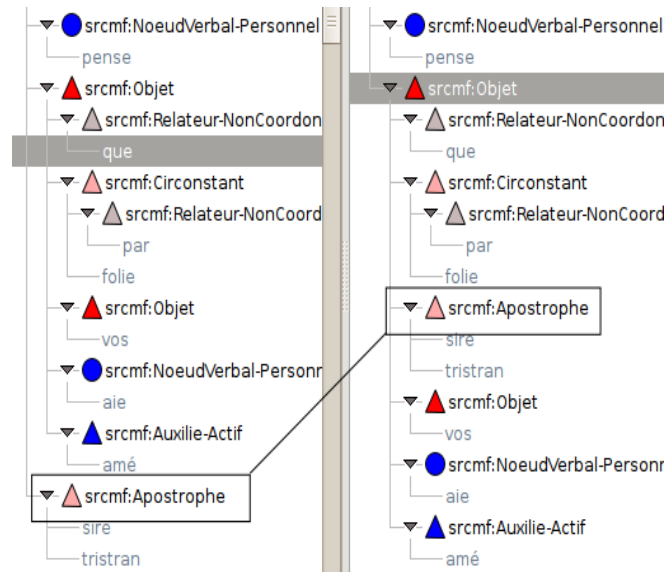 srcmf:NoeudVerbal-Personnel
pense
srcmf:Objet
srcmf:Relateur-NonCoordon
que
srcmf:Circonstant
srcmf:Relateur-NonCoord
par
folie
srcmf:Objet
vos
srcmf:NoeudVerbal-Personr
aie
srcmf:Auxilie-Actif
amé
srcmf:Apostrophe
sire
tristran
srcmf:NoeudVerbal-Personnel
pense
srcmf:Objet
srcmf:Relateur-NonCoordon
que
srcmf:Circonstant
srcmf:Relateur-NonCoord
par
folie
srcmf:Apostrophe
sire
tristran
srcmf:Objet
vos
srcmf:NoeudVerbal-Personr
aie
srcmf:Auxilie-Actif
amé